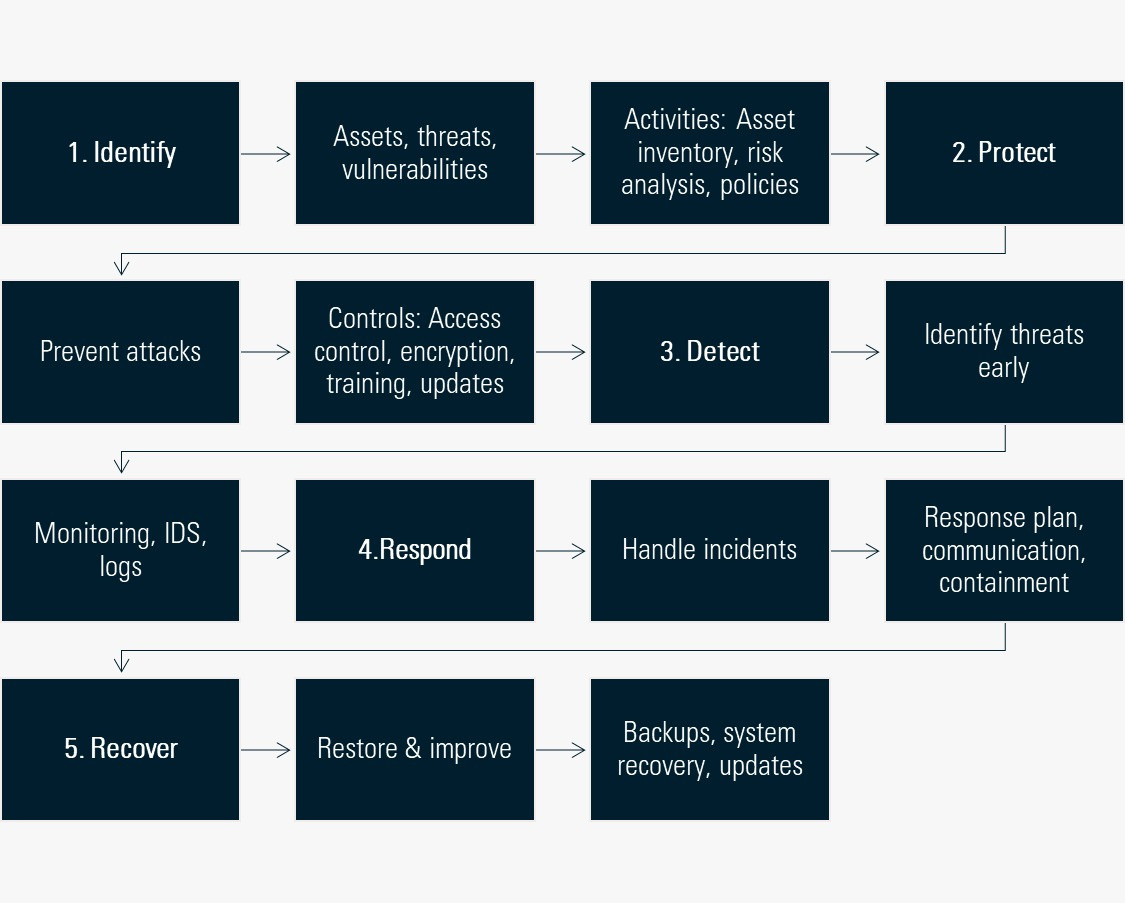 1. Identify
Assets, threats,
vulnerabilities
Activities: Asset
inventory, risk
analysis, policies
2. Protect
Prevent attacks
Controls: Access
control, encryption,
training, updates
3. Detect
Identify threats
early
Monitoring, IDS,
logs
4.Respond
Handle incidents
Response plan,
communication,
containment
5. Recover
Restore & improve
Backups, system
recovery, updates